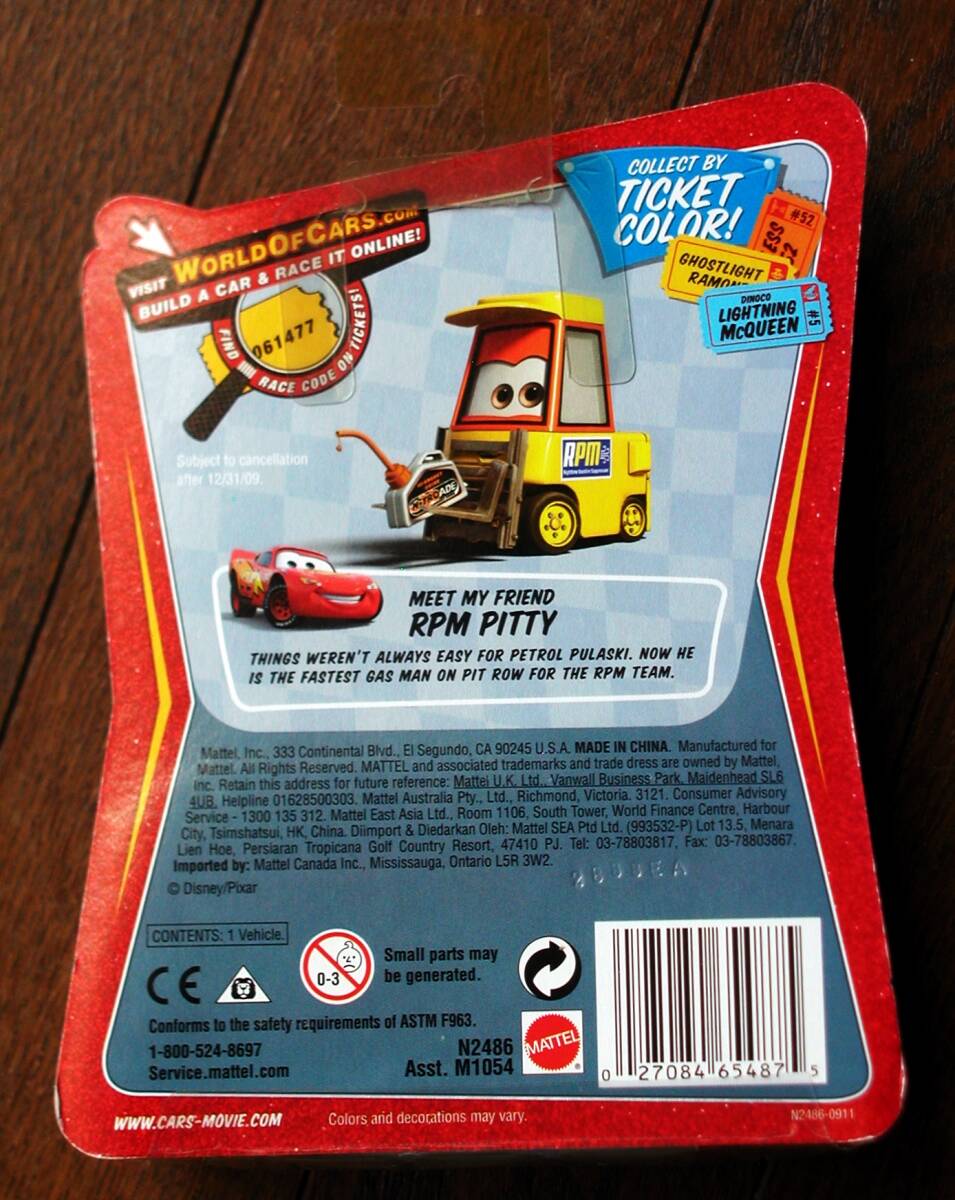 VISIT WORLDOFCARS.COM
BUILD A CAR & RACE IT ONLINE!
061477
FIND RACE CODE ON TICKETS!
COLLECT BY
TICKET
COLOR!
#52
ESS
GHOSTLIGHT
RAMONE
DINOCO
LIGHTNING
McQUEEN
#5
Subject to cancellation
after 12/31/09.
RPM
NITROADE
MEET MY FRIEND
RPM PITTY
THINGS WEREN'T ALWAYS EASY FOR PETROL PULASKI. NOW HE
IS THE FASTEST GAS MAN ON PIT ROW FOR THE RPM TEAM.
Mattel, Inc., 333 Continental Blvd., El Segundo, CA 90245 U.S.A. MADE IN CHINA. Manufactured for
Mattel. All Rights Reserved. MATTEL and associated trademarks and trade dress are owned by Mattel,
Inc. Retain this address for future reference: Mattel U.K. Ltd., Vanwall Business Park, Maidenhead SL6
4UB. Helpline 01628500303. Mattel Australia Pty., Ltd., Richmond, Victoria. 3121. Consumer Advisory
Service - 1300 135 312. Mattel East Asia Ltd., Room 1106, South Tower, World Finance Centre, Harbour
City, Tsimshatsui, HK, China. Diimport & Diedarkan Oleh: Mattel SEA Ptd Ltd. (993532-P) Lot 13.5, Menara
Lien Hoe, Persiaran Tropicana Golf Country Resort, 47410 PJ. Tel: 03-78803817, Fax: 03-78803867.
Imported by: Mattel Canada Inc., Mississauga, Ontario L5R 3W2.
© Disney/Pixar
CONTENTS: 1 Vehicle.
CE
0-3
Small parts may
be generated.
Conforms to the safety requirements of ASTM F963.
1-800-524-8697
Service.mattel.com
N2486
Asst. M1054
MATTEL
®
0 27084 65487 5
WWW.CARS-MOVIE.COM
Colors and decorations may vary.
N2486-0911